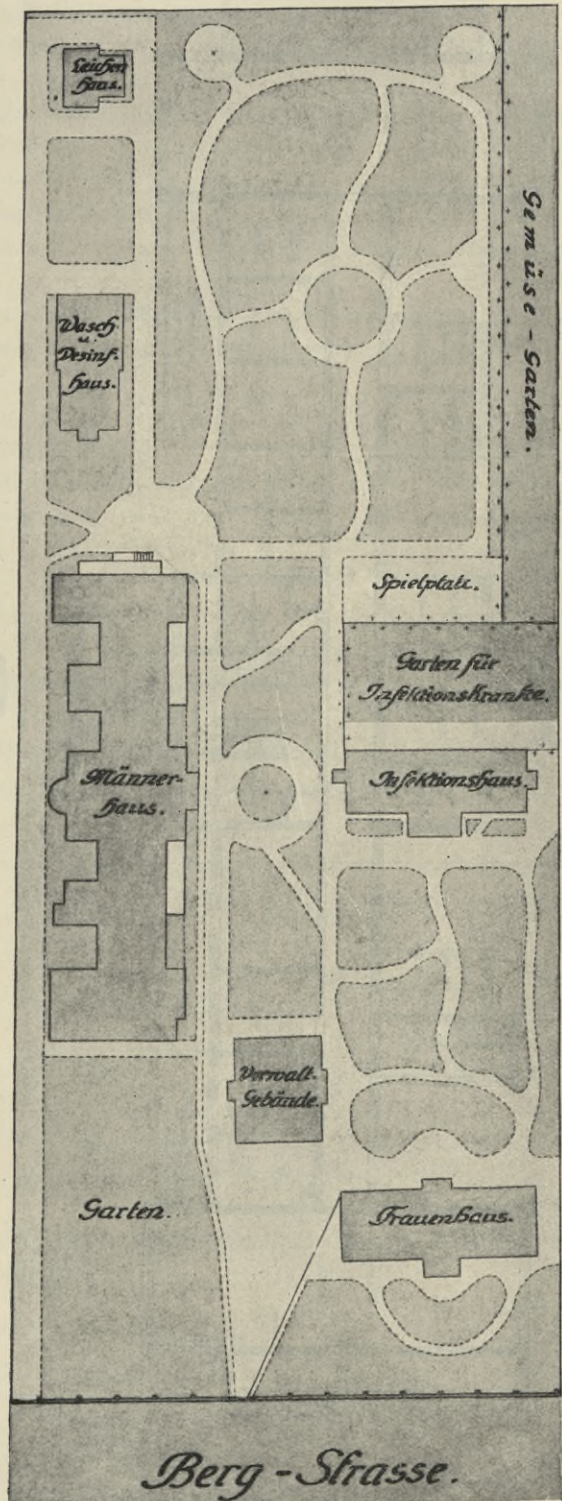 Leichen
haus.
Gemüse - Garten.
Wasch
u.
Desinf.
haus.
Spielplatz.
Garten für
Infektionskranke.
Männer-
haus.
Infektionshaus.
Verwalt.
Gebände.
Garten.
Frauenhaus.
Berg - Strasse.